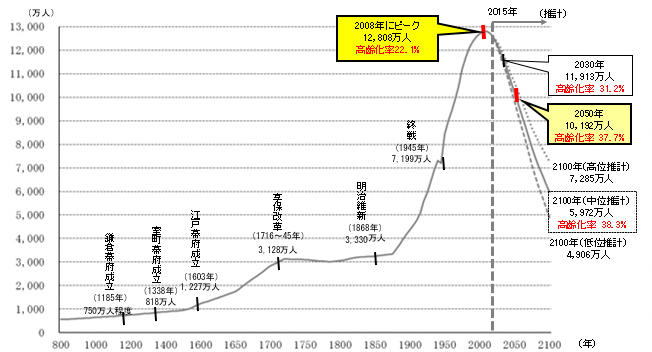 (万人)
2015年
(推計)
13,000
12,000
11,000
10,000
9,000
8,000
7,000
6,000
5,000
4,000
3,000
2,000
1,000
0
2008年にピーク
12,808万人
高齢化率22.1%
2030年
11,913万人
高齢化率 31.2%
2050年
10,192万人
高齢化率 37.7%
終戦
(1945年)
7,199万人
2100年(高位推計)
7,285万人
2100年(中位推計)
5,972万人
高齢化率 38.3%
2100年(低位推計)
4,906万人
明治維新
(1868年)
3,330万人
享保改革
(1716～45年)
3,128万人
江戸幕府成立
(1603年)
1,227万人
室町幕府成立
(1338年)
818万人
鎌倉幕府成立
(1185年)
750万人程度
800 1000 1200 1400 1600 1650 1700 1750 1800 1850 1900 1950 2000 2050 2100 (年)